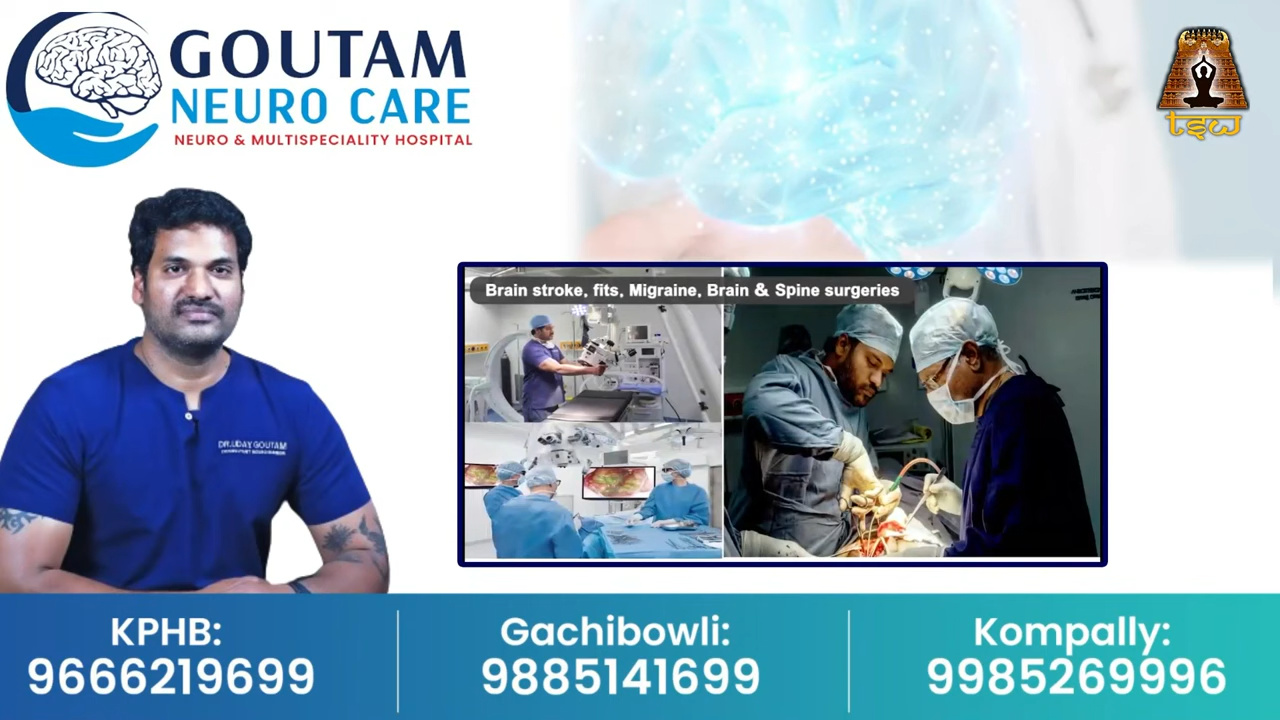 GOUTAM
NEURO CARE
NEURO & MULTISPECIALITY HOSPITAL
TSW
Brain stroke, fits, Migraine, Brain & Spine surgeries
DR.UDAY GOUTAM
KPHB:
9666219699
Gachibowli:
9885141699
Kompally:
9985269996